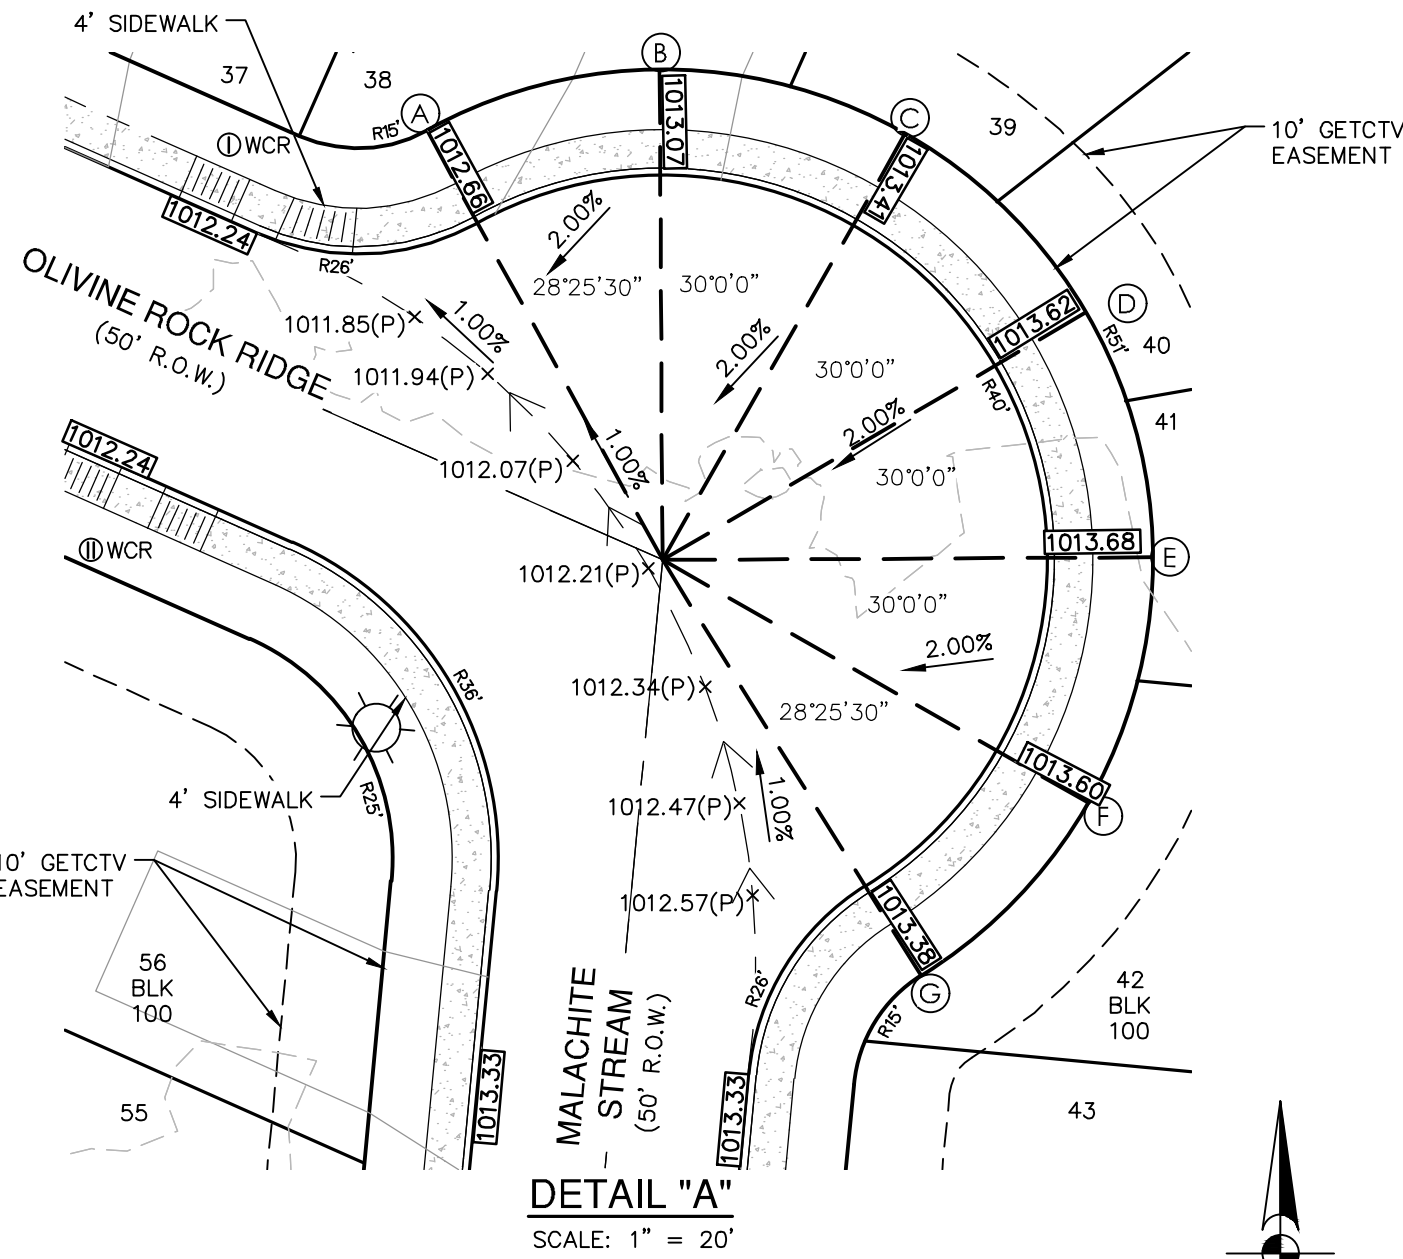 4' SIDEWALK
37
38
R15'
A
B
C
1012.66
1013.07
1013.41
39
10' GETCTV
EASEMENT
I WCR
1012.24
R26'
2.00%
28°25'30"
30°0'0"
OLIVINE ROCK RIDGE
(50' R.O.W.)
1011.85(P)
1.00%
1011.94(P)
2.00%
30°0'0"
1013.62
D
R51'
40
R40'
41
2.00%
1012.24
1012.07(P)
1.00%
30°0'0"
II WCR
1013.68
E
1012.21(P)
30°0'0"
2.00%
R36'
1012.34(P)
28°25'30"
1013.60
F
4' SIDEWALK
R25'
1012.47(P)
1.00%
10' GETCTV
EASEMENT
1012.57(P)
1013.38
G
56
BLK
100
42
BLK
100
R26'
R15'
MALACHITE
STREAM
(50' R.O.W.)
1013.33
1013.33
55
43
DETAIL "A"
SCALE: 1" = 20'